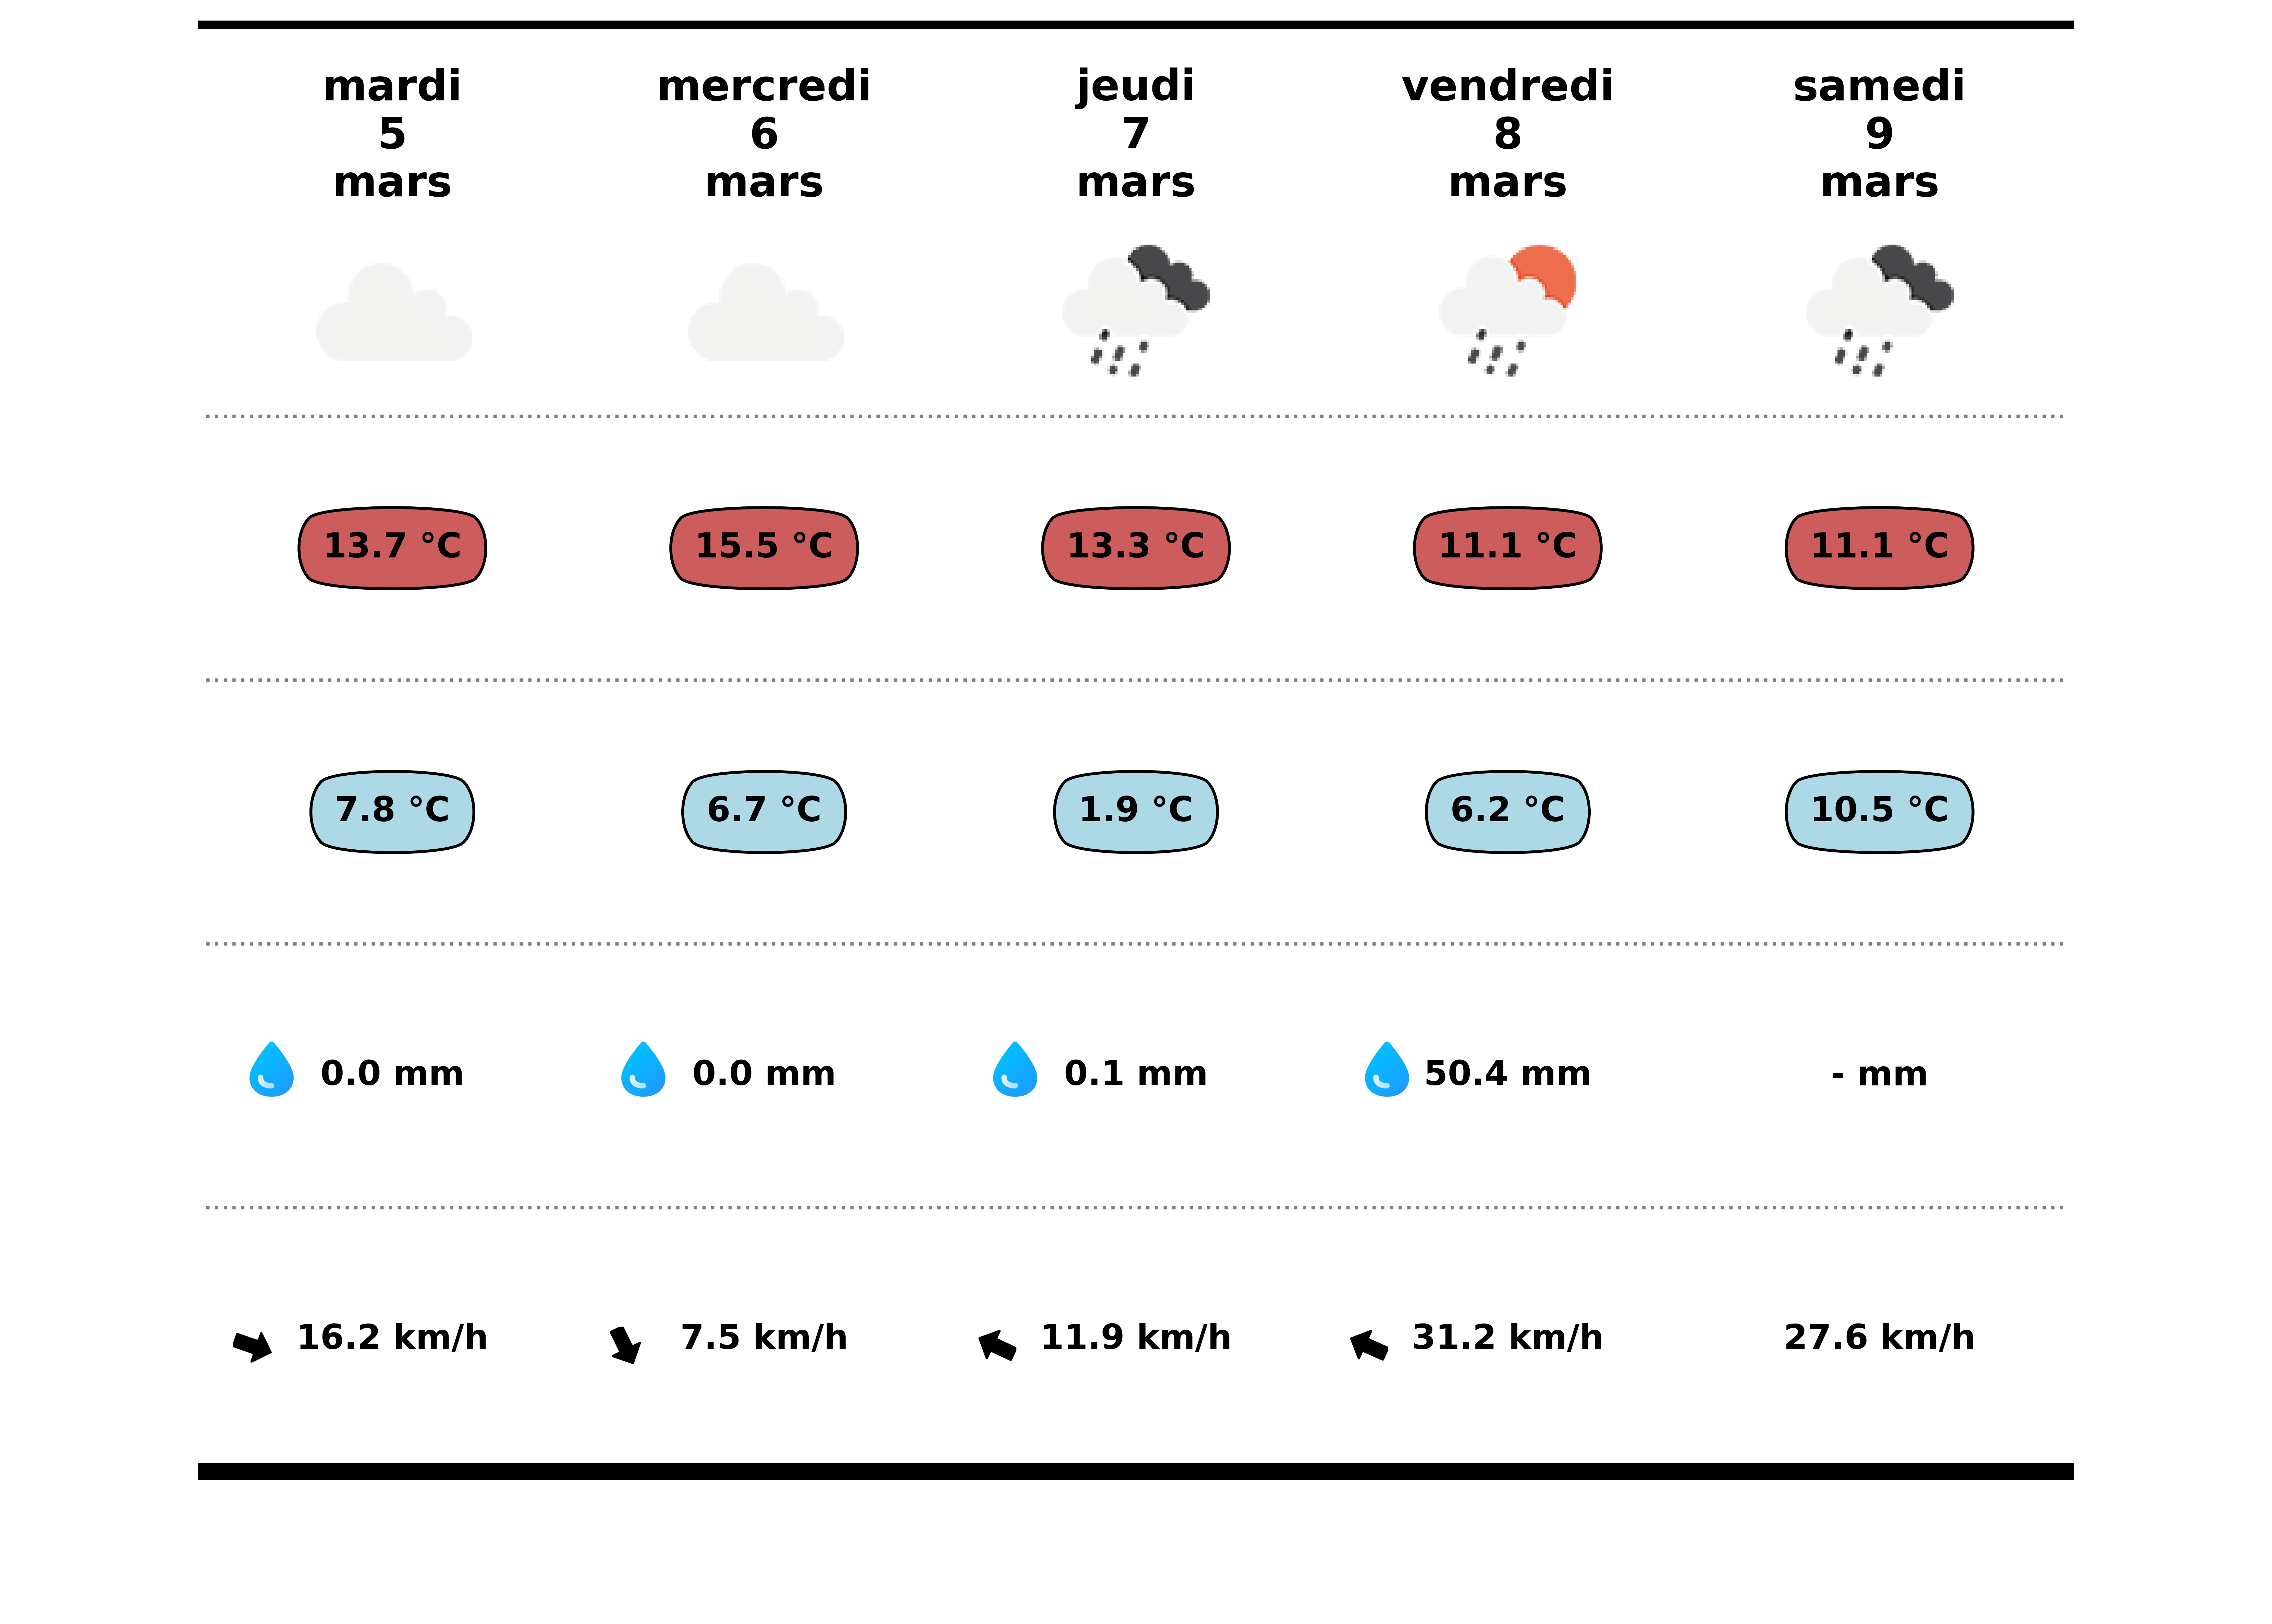 mardi
5
mars
mercredi
6
mars
jeudi
7
mars
vendredi
8
mars
samedi
9
mars
13.7 °C
15.5 °C
13.3 °C
11.1 °C
11.1 °C
7.8 °C
6.7 °C
1.9 °C
6.2 °C
10.5 °C
0.0 mm
0.0 mm
0.1 mm
50.4 mm
- mm
16.2 km/h
7.5 km/h
11.9 km/h
31.2 km/h
27.6 km/h